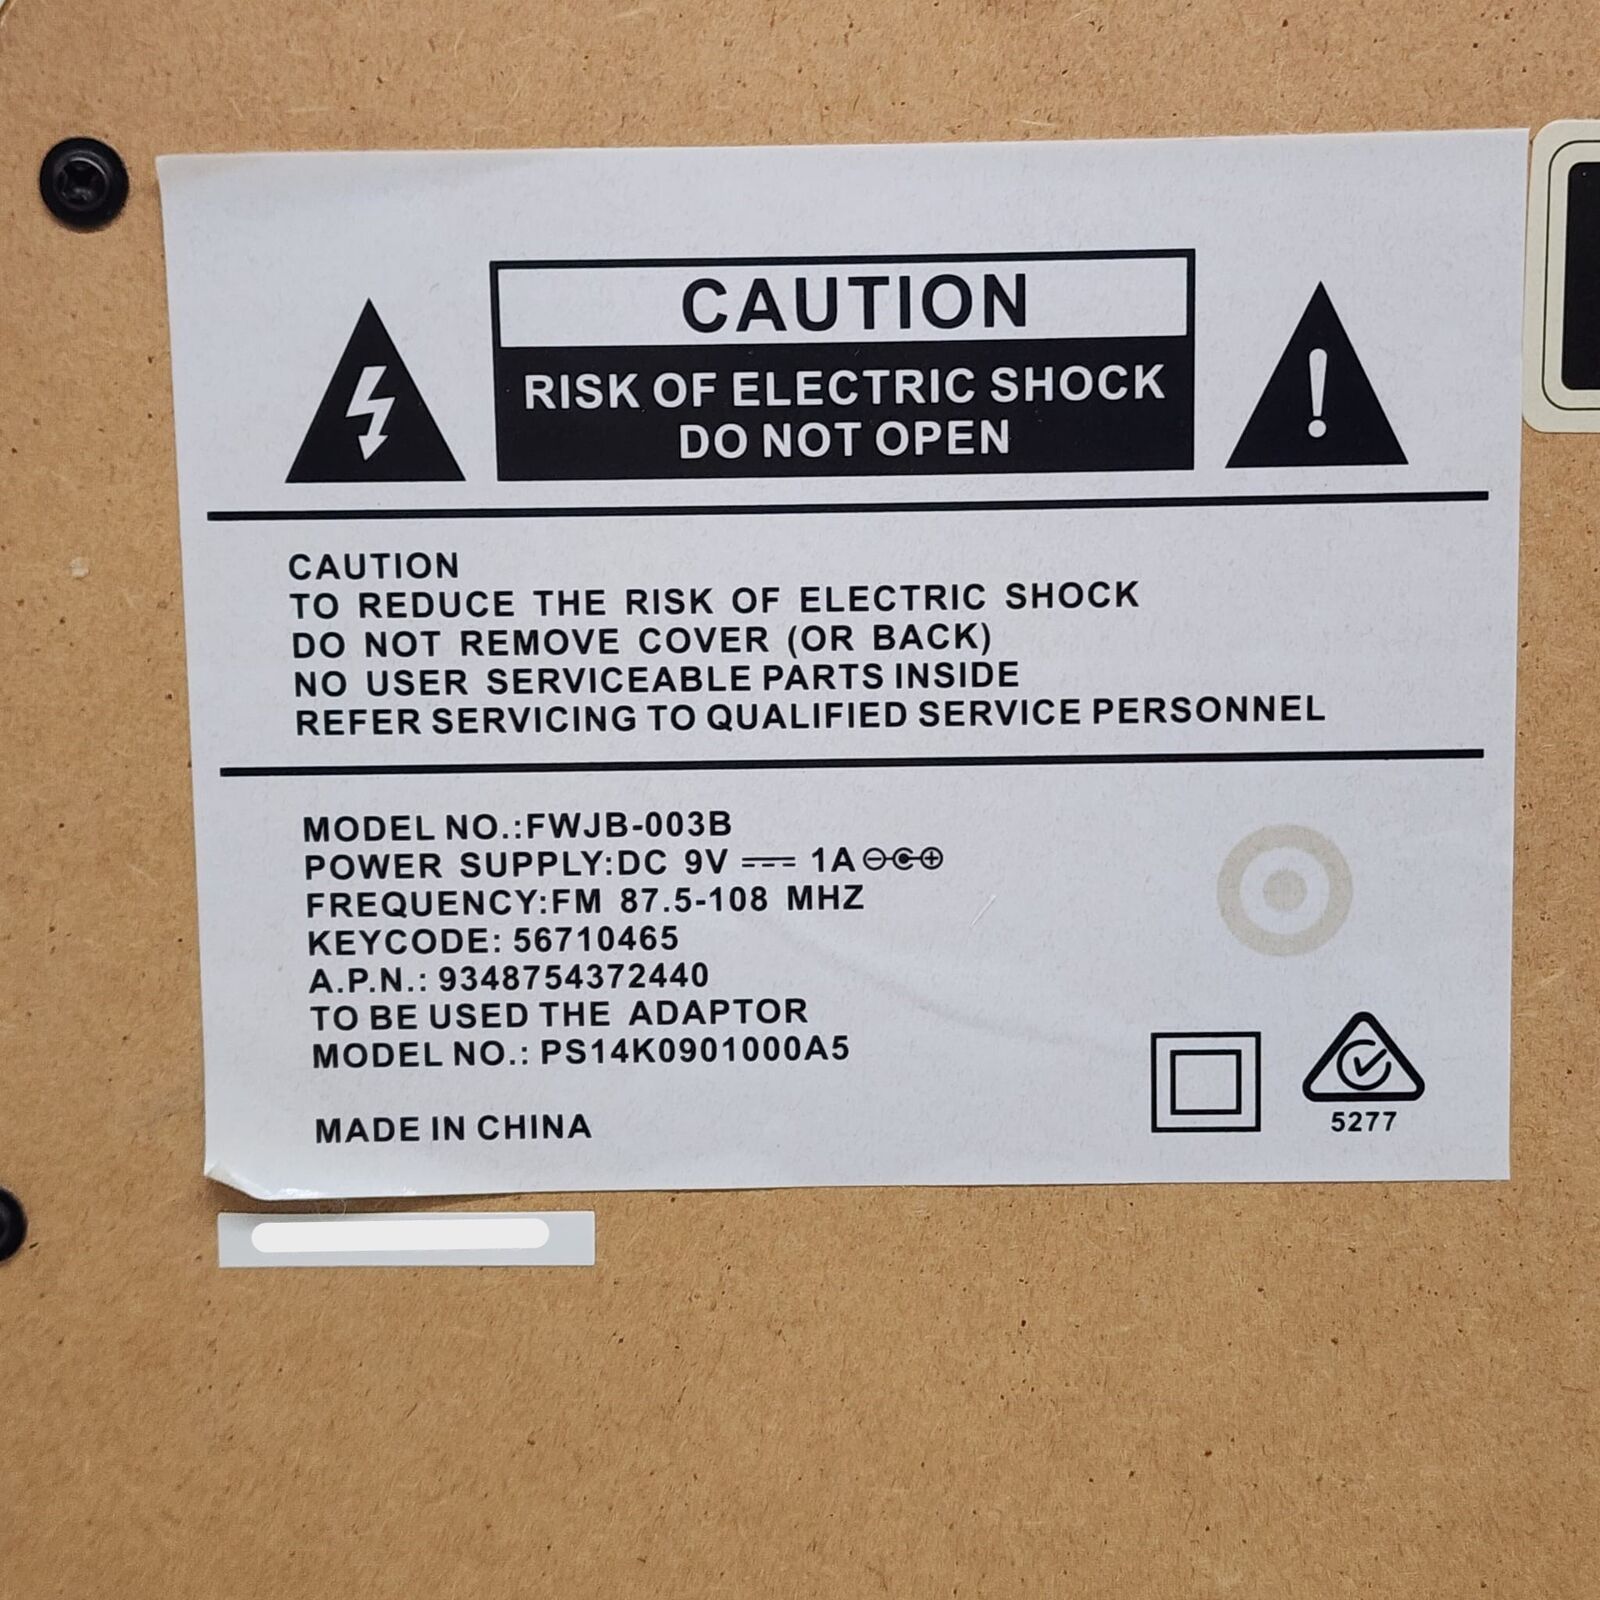 CAUTION
RISK OF ELECTRIC SHOCK
DO NOT OPEN
CAUTION
TO REDUCE THE RISK OF ELECTRIC SHOCK
DO NOT REMOVE COVER (OR BACK)
NO USER SERVICEABLE PARTS INSIDE
REFER SERVICING TO QUALIFIED SERVICE PERSONNEL
MODEL NO.:FWJB-003B
POWER SUPPLY:DC 9V ⎓ 1A
FREQUENCY:FM 87.5-108 MHZ
KEYCODE: 56710465
A.P.N.: 9348754372440
TO BE USED THE ADAPTOR
MODEL NO.: PS14K0901000A5
MADE IN CHINA
5277